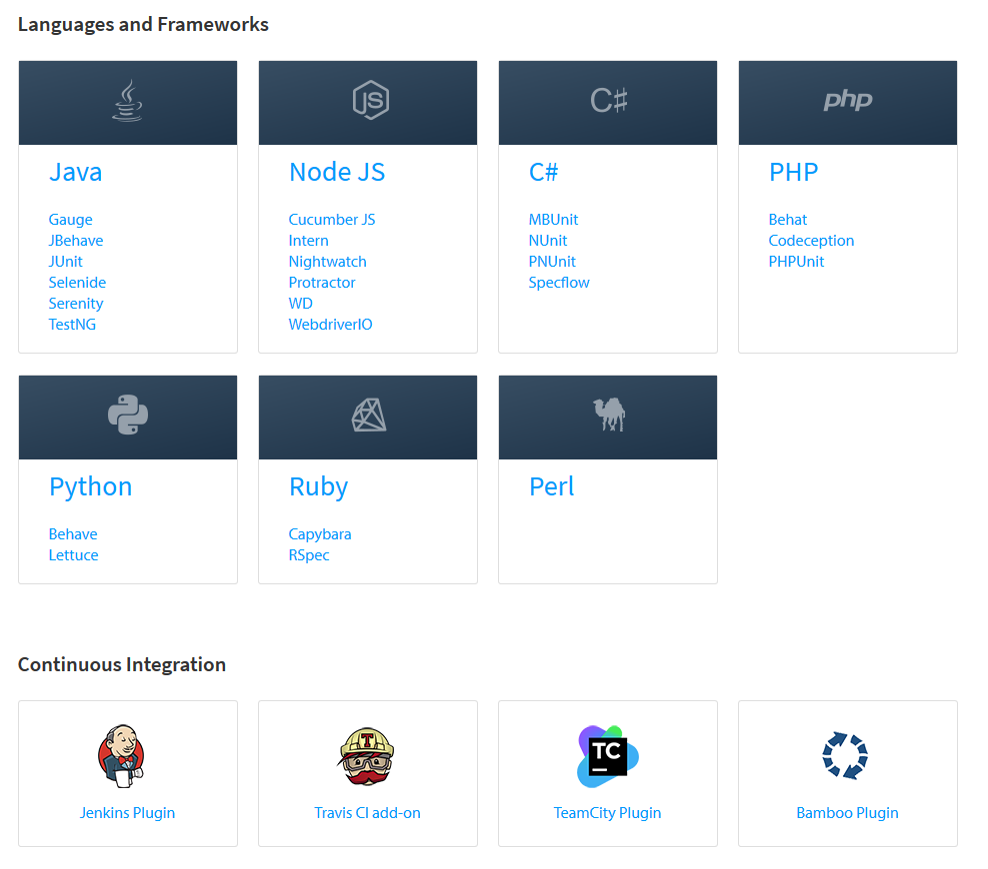 Languages and Frameworks
JS
C#
php
Java
Node JS
C#
PHP
Gauge
JBehave
JUnit
Selenide
Serenity
TestNG
Cucumber JS
Intern
Nightwatch
Protractor
WD
WebdriverIO
MBUnit
NUnit
PNUnit
Specflow
Behat
Codeception
PHPUnit
Python
Ruby
Perl
Behave
Lettuce
Capybara
RSpec
Continuous Integration
T
TC
Jenkins Plugin
Travis CI add-on
TeamCity Plugin
Bamboo Plugin